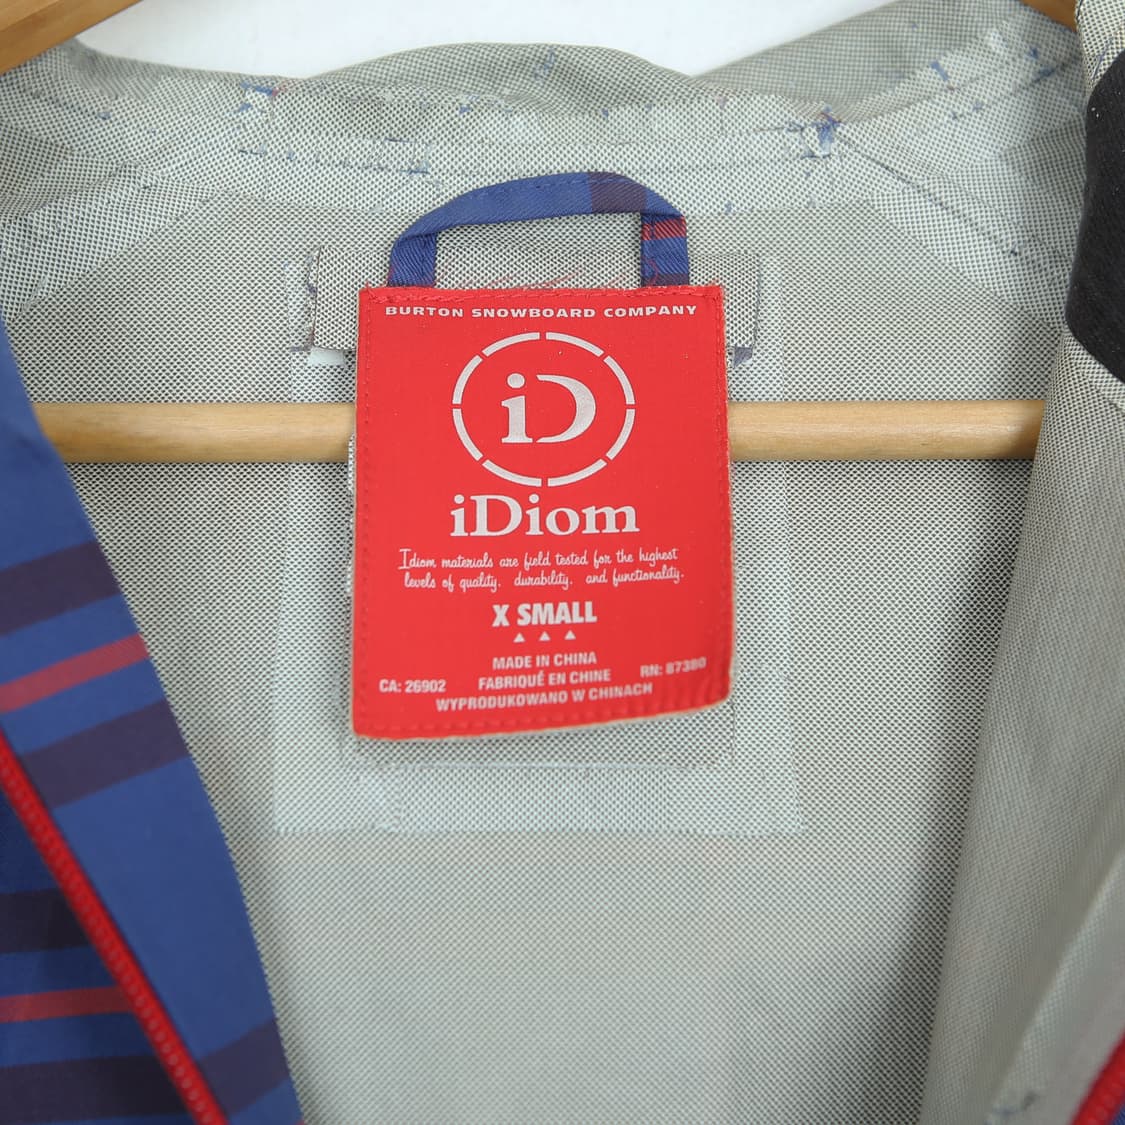 BURTON SNOWBOARD COMPANY
iD
iDiom
Idiom materials are field tested for the highest
levels of quality, durability, and functionality.
X SMALL
MADE IN CHINA
CA: 26902 FABRIQUÉ EN CHINE RN: 87380
WYPRODUKOWANO W CHINACH